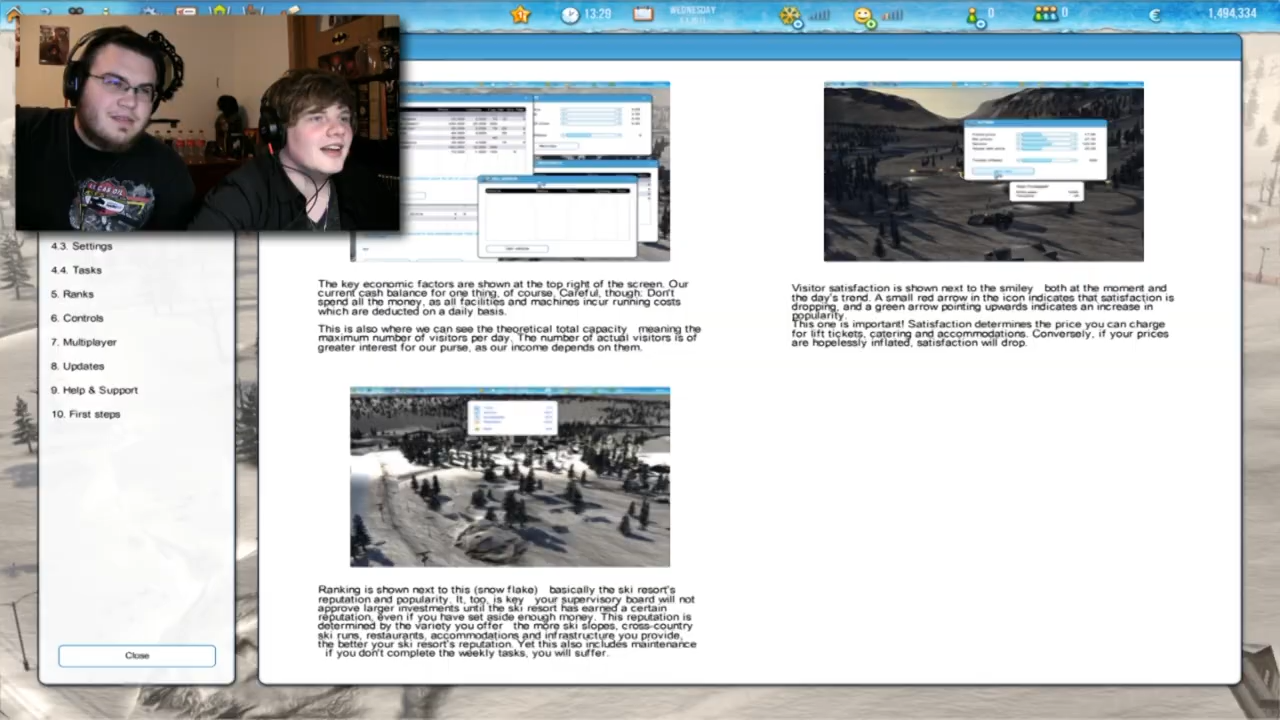 13:29
WEDNESDAY
0
0
€
1,494,334
4.3. Settings
4.4. Tasks
5. Ranks
6. Controls
7. Multiplayer
8. Updates
9. Help & Support
10. First steps
Close
The key economic factors are shown at the top right of the screen. Our
current cash balance for one thing, of course. Careful, though: Don't
spend all the money, as all facilities and machines incur running costs
which are deducted on a daily basis.
This is also where we can see the theoretical total capacity meaning the
maximum number of visitors per day. The number of actual visitors is of
greater interest for our purse, as our income depends on them.
Ranking is shown next to this (snow flake) basically the ski resort's
reputation and popularity. It, too, is key your supervisory board will not
approve larger investments until the ski resort has earned a certain
reputation, even if you have set aside enough money. This reputation is
determined by the variety you offer the more ski slopes, cross-country
ski runs, restaurants, accommodations and infrastructure you provide,
the better your ski resort's reputation. Yet this also includes maintenance
if you don't complete the weekly tasks, you will suffer.
Visitor satisfaction is shown next to the smiley both at the moment and
the day's trend. A small red arrow in the icon indicates that satisfaction is
dropping, and a green arrow pointing upwards indicates an increase in
popularity.
This one is important! Satisfaction determines the price you can charge
for lift tickets, catering and accommodations. Conversely, if your prices
are hopelessly inflated, satisfaction will drop.